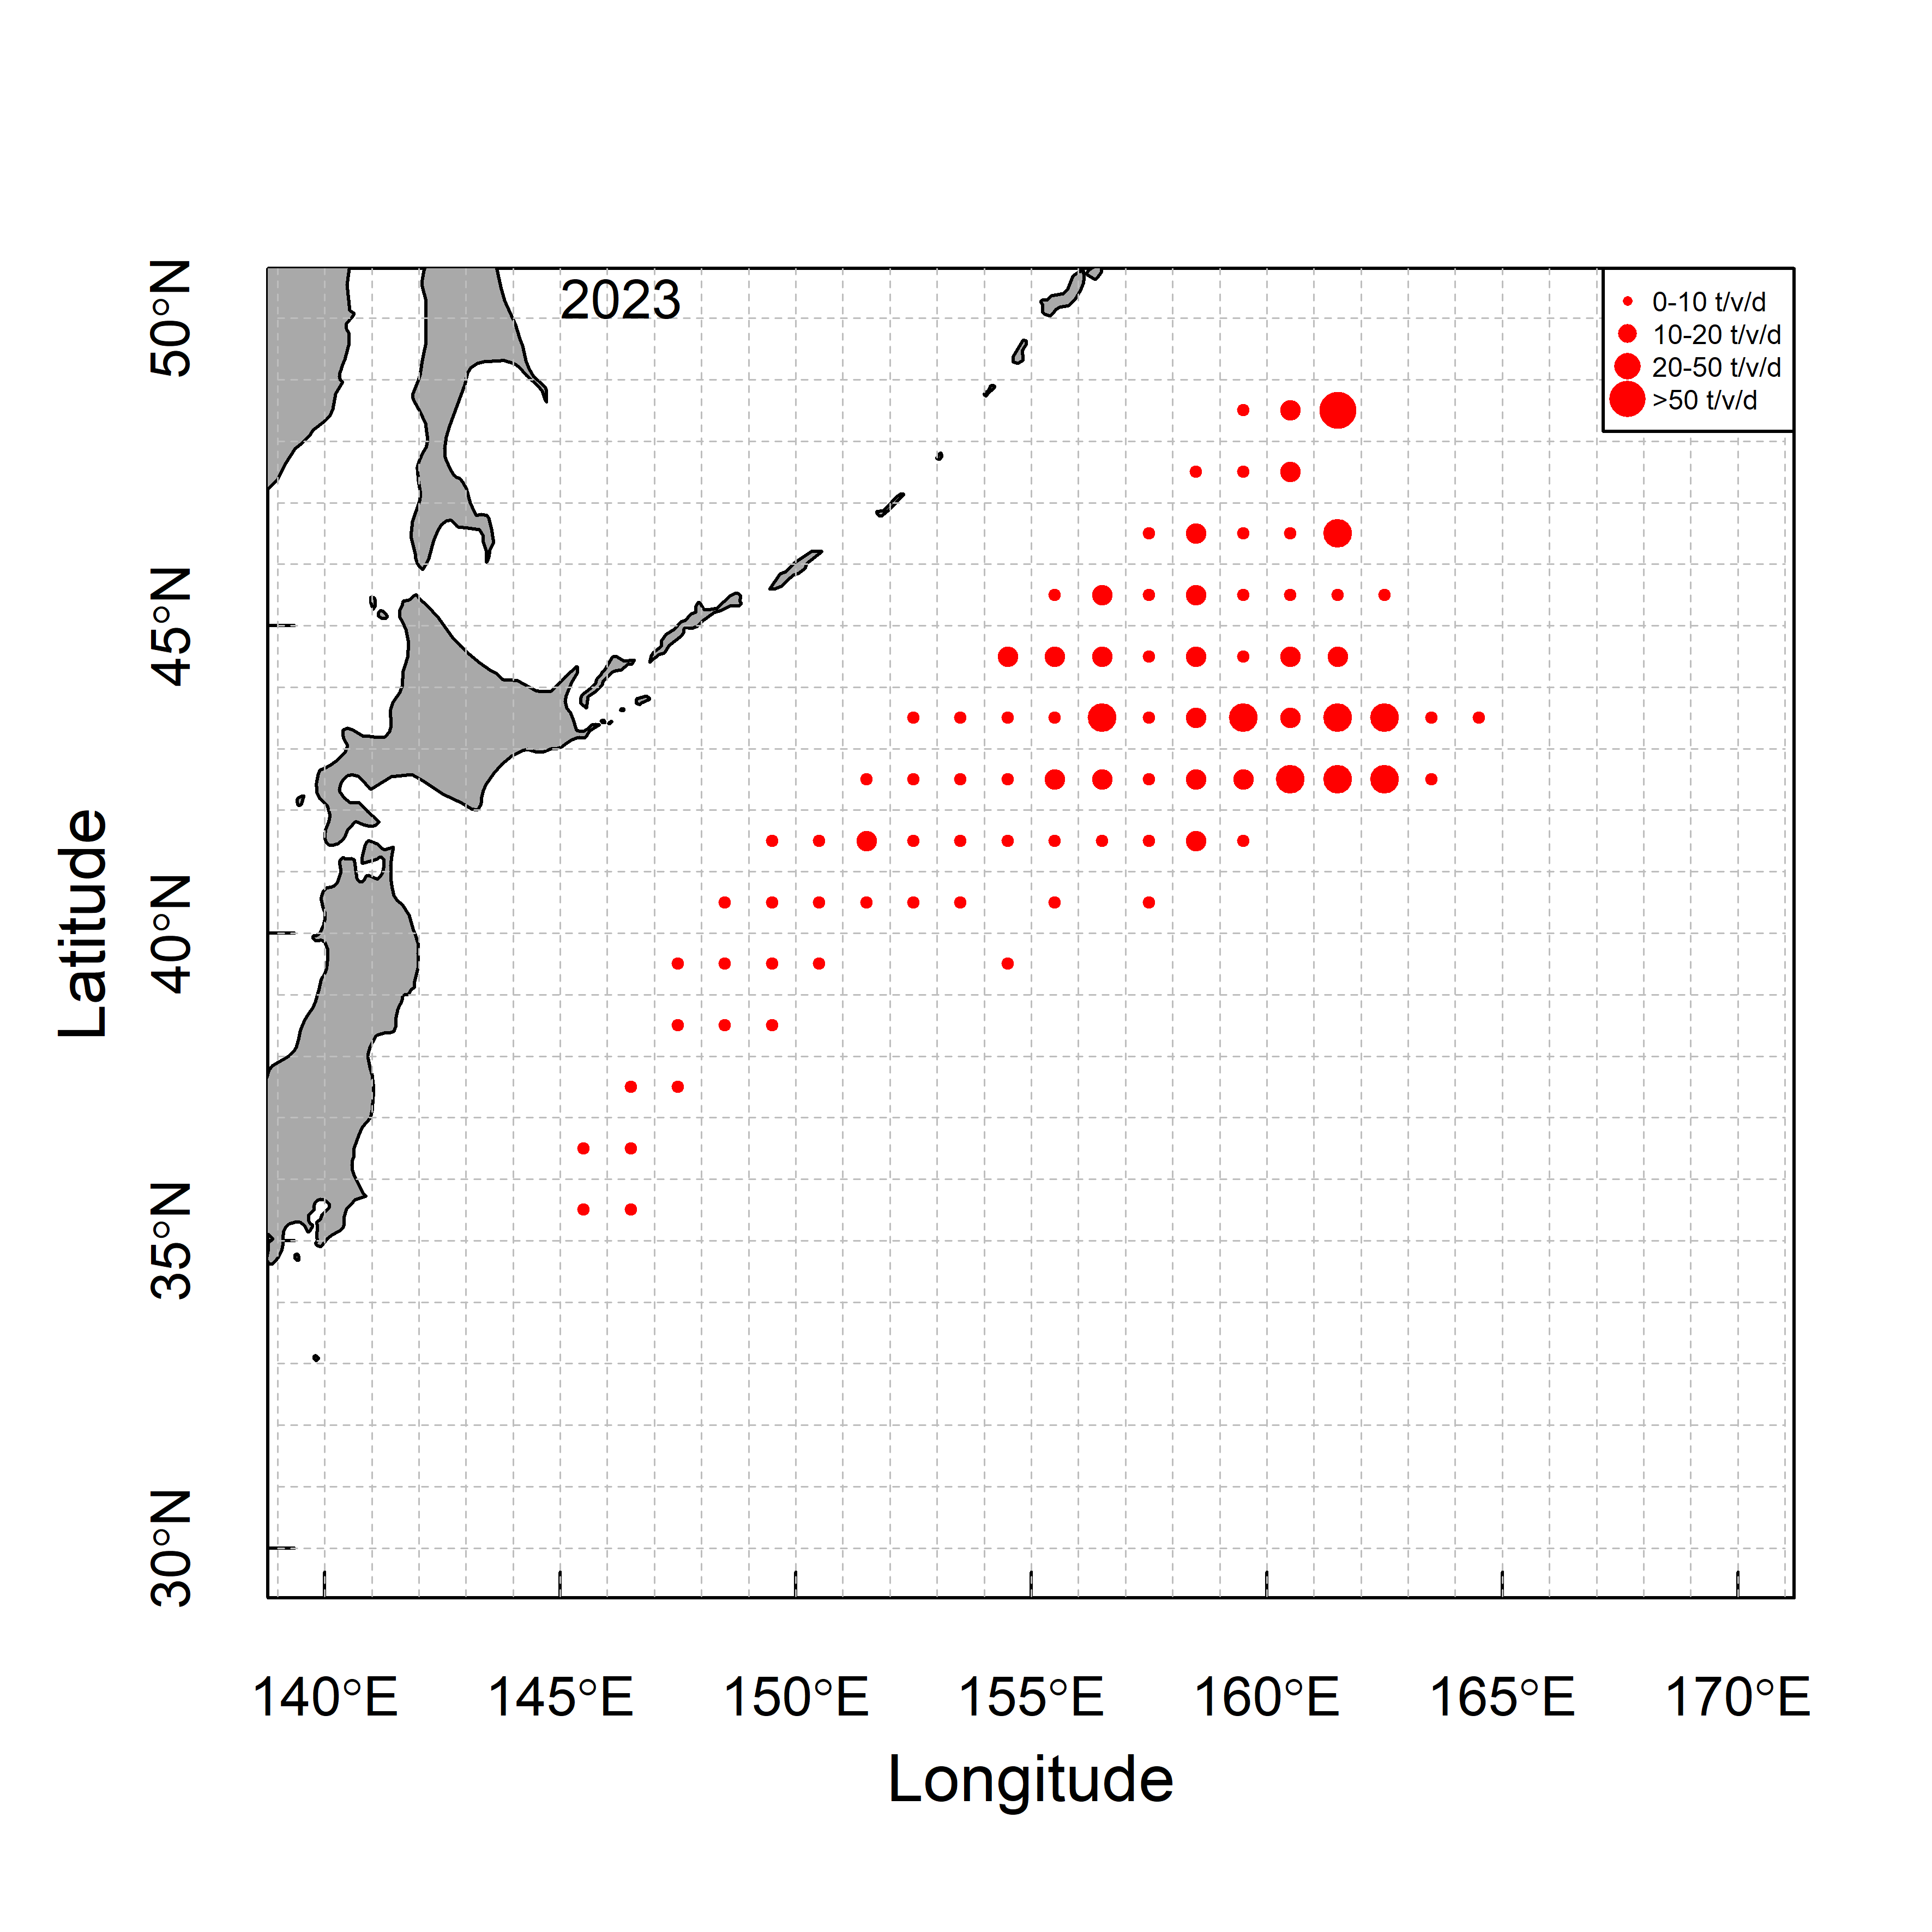 2023
0-10 t/v/d
10-20 t/v/d
20-50 t/v/d
>50 t/v/d
50°N
45°N
40°N
35°N
30°N
Latitude
140°E 145°E 150°E 155°E 160°E 165°E 170°E
Longitude